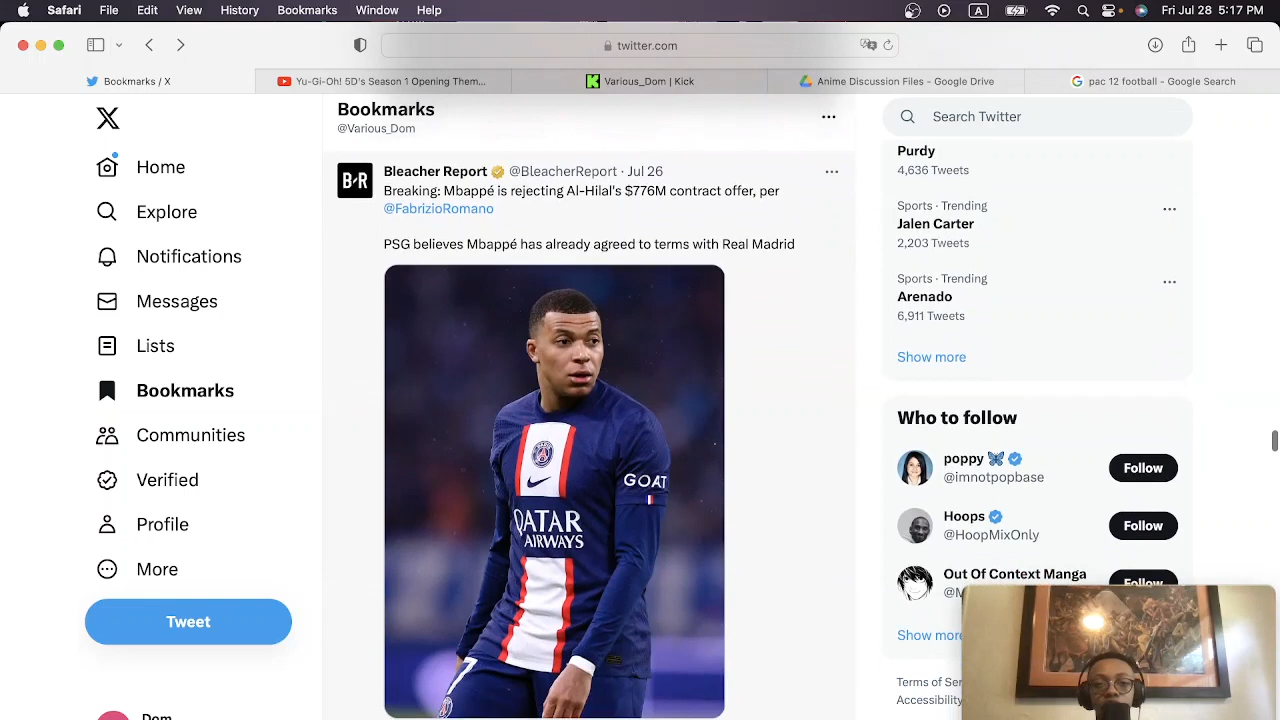 Safari File Edit View History Bookmarks Window Help A Fri Jul 28 5:17 PM
twitter.com
Bookmarks / X
Yu-Gi-Oh! 5D's Season 1 Opening Them...
Various_Dom | Kick
Anime Discussion Files - Google Drive
pac 12 football - Google Search
Home
Explore
Notifications
Messages
Lists
Bookmarks
Communities
Verified
Profile
More
Tweet
Dom
Bookmarks
@Various_Dom
B/R
Bleacher Report @BleacherReport · Jul 26
Breaking: Mbappé is rejecting Al-Hilal's $776M contract offer, per
@FabrizioRomano
PSG believes Mbappé has already agreed to terms with Real Madrid
GOAT
QATAR
AIRWAYS
7
Search Twitter
Purdy
4,636 Tweets
Sports · Trending
Jalen Carter
2,203 Tweets
Sports · Trending
Arenado
6,911 Tweets
Show more
Who to follow
poppy
@imnotpopbase
Follow
Hoops
@HoopMixOnly
Follow
Out Of Context Manga
Follow
Show more
Terms of Ser
Accessibility